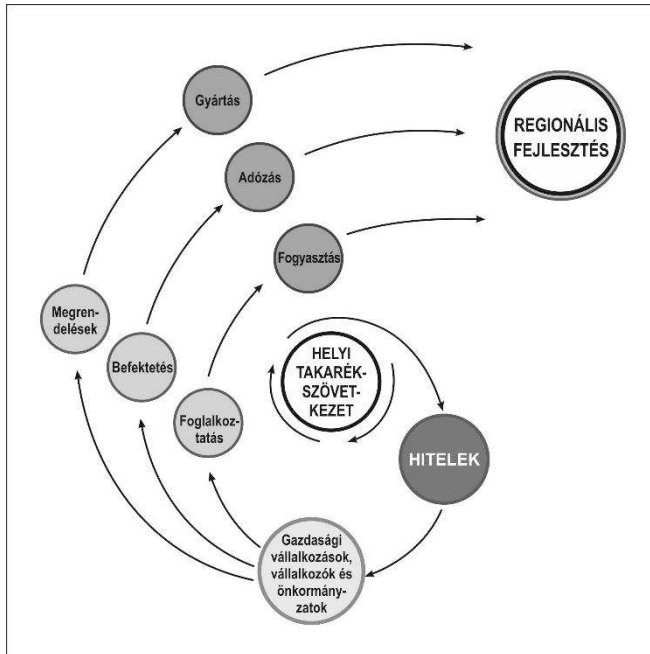 Gyártás
REGIONÁLIS
FEJLESZTÉS
Adózás
Fogyasztás
Megren-
delések
Befektetés
Foglalkoz-
tatás
HELYI
TAKARÉK-
SZÖVET-
KEZET
HITELEK
Gazdasági
vállalkozások,
vállalkozók és
önkormány-
zatok